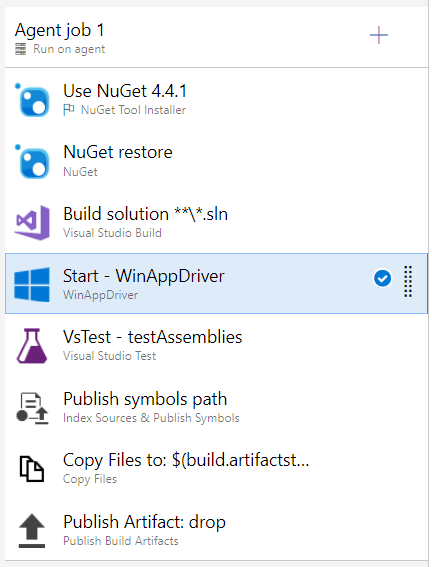 Agent job 1
Run on agent
Use NuGet 4.4.1
NuGet Tool Installer
NuGet restore
NuGet
Build solution **\*.sln
Visual Studio Build
Start - WinAppDriver
WinAppDriver
VsTest - testAssemblies
Visual Studio Test
Publish symbols path
Index Sources & Publish Symbols
Copy Files to: $(build.artifactst...
Copy Files
Publish Artifact: drop
Publish Build Artifacts